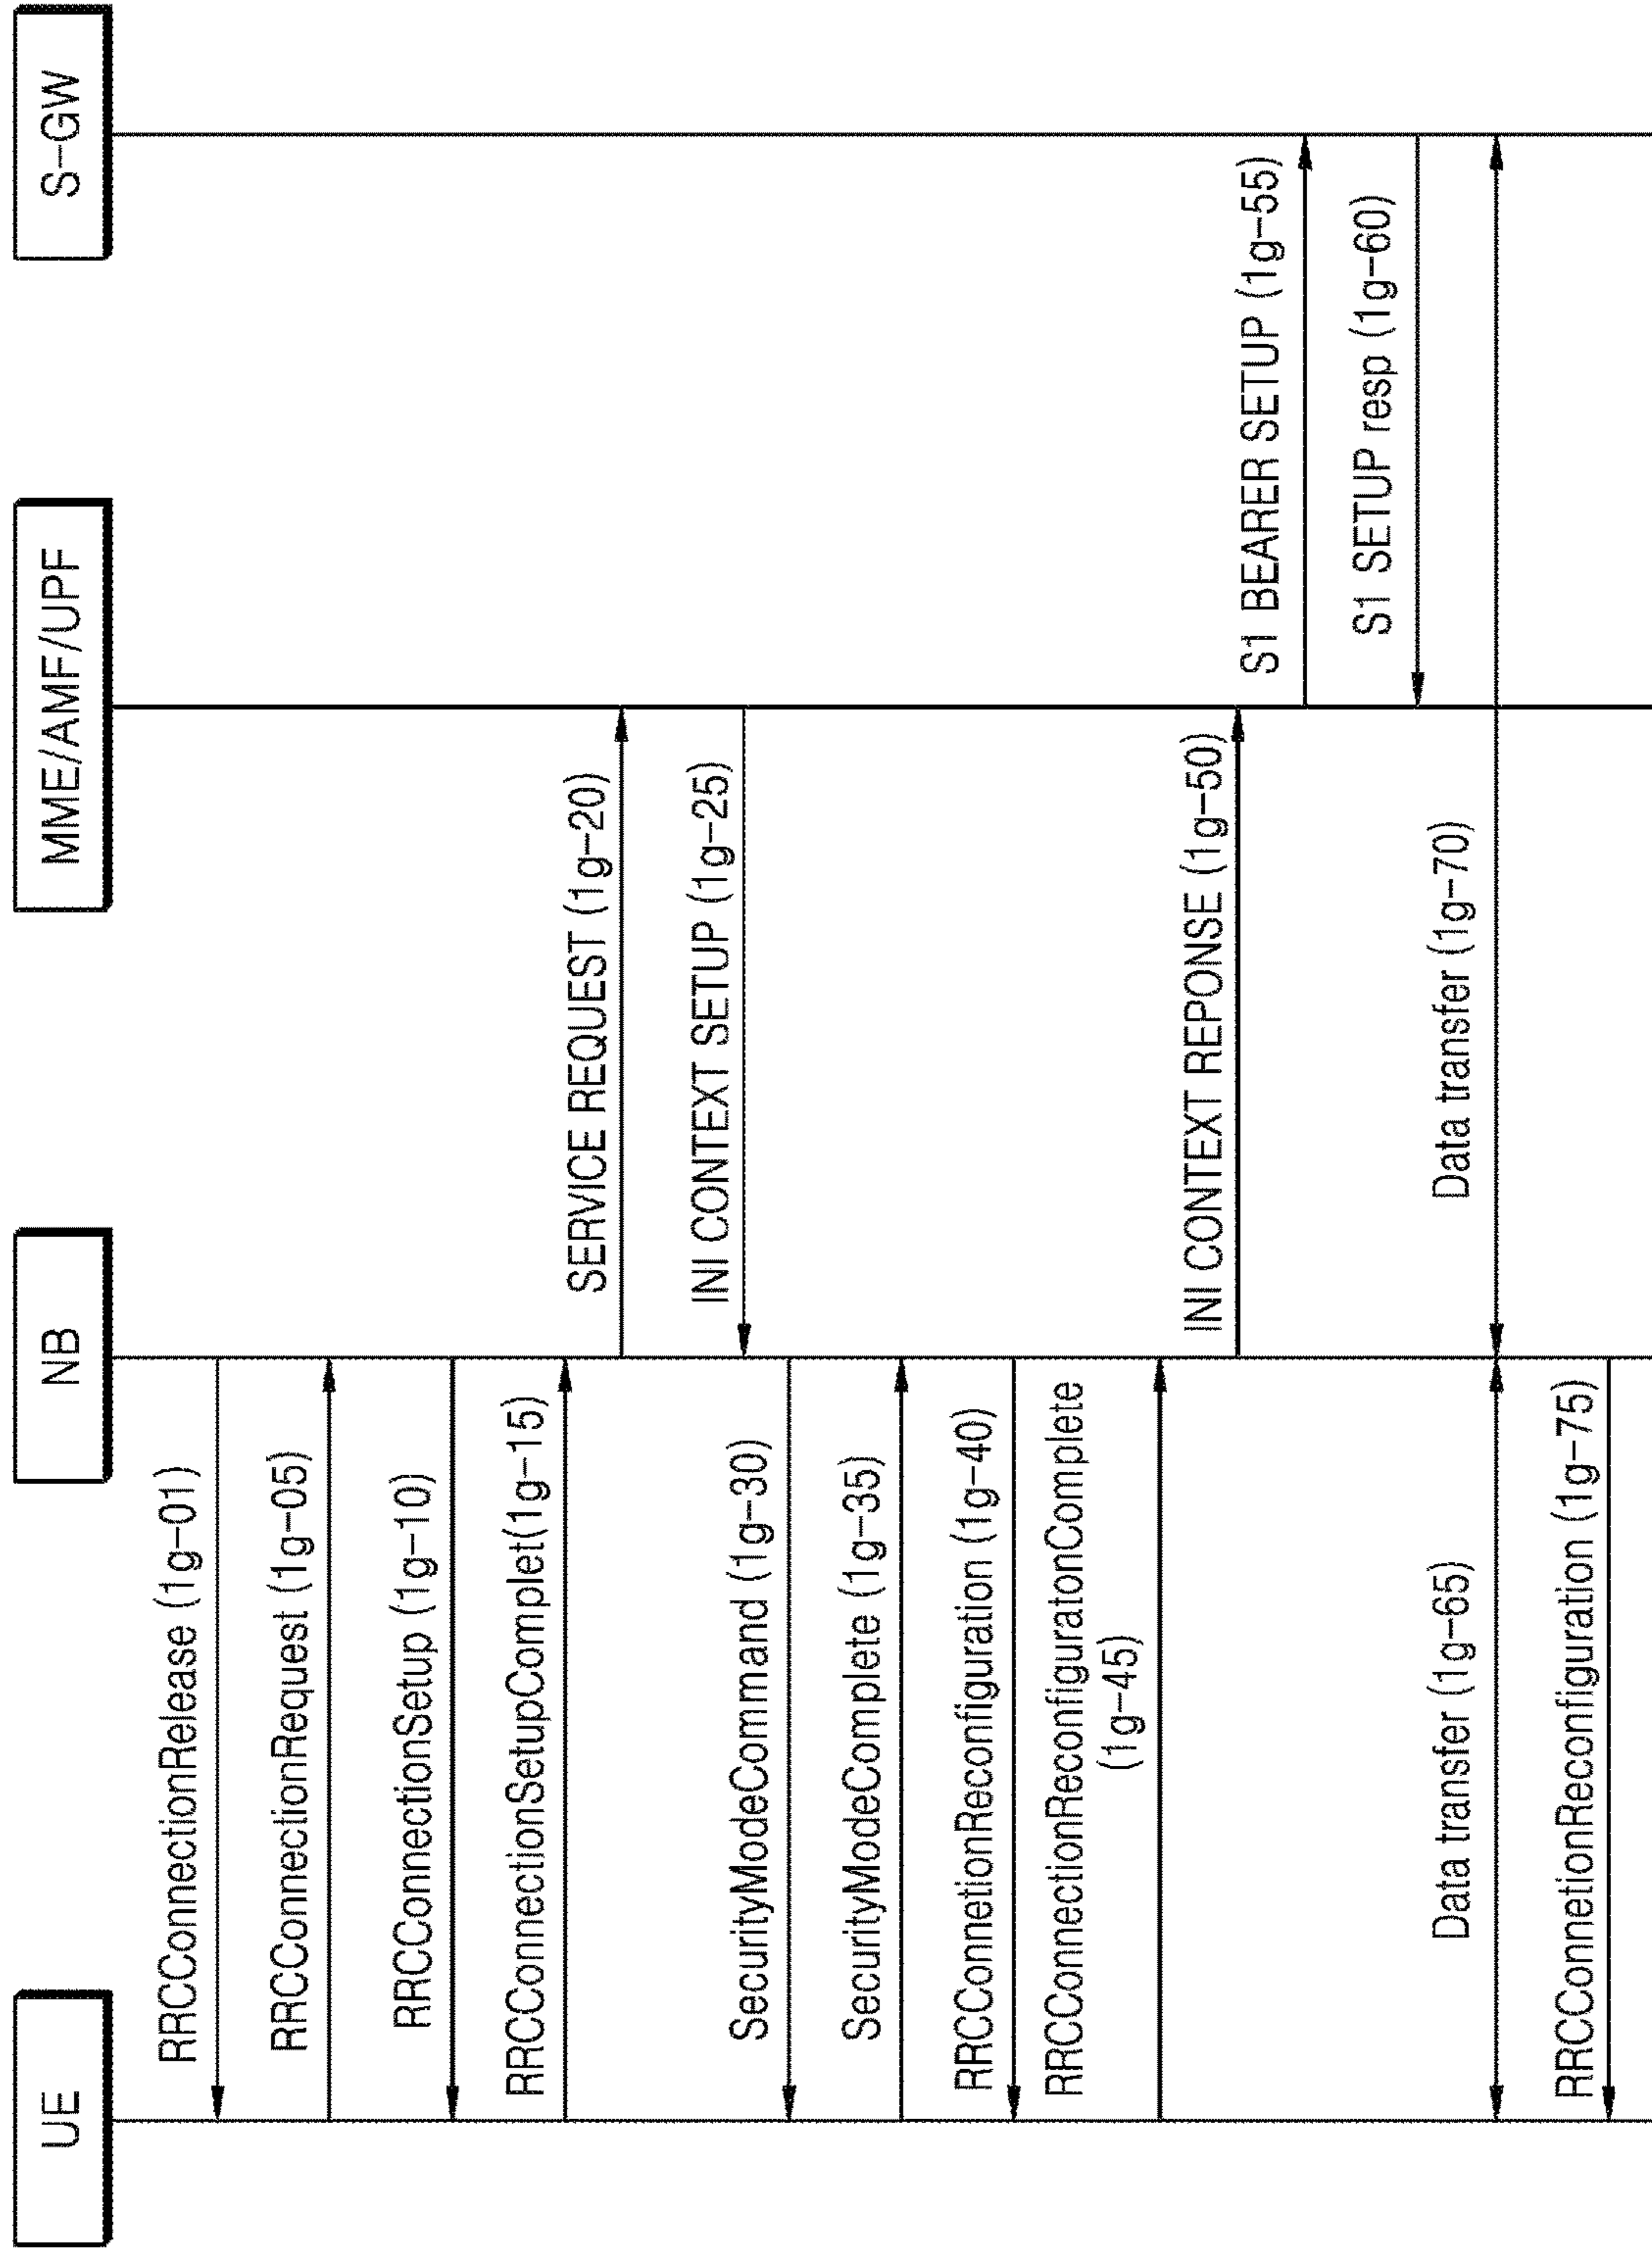 UE
NB
MME/AMF/UPF
S-GW
RRCConnectionRelease (1g-01)
RRCConnectionRequest (1g-05)
RRCConnectionSetup (1g-10)
RRCConnectionSetupComplet(1g-15)
SERVICE REQUEST (1g-20)
INI CONTEXT SETUP (1g-25)
SecurityModeCommand (1g-30)
SecurityModeComplete (1g-35)
RRCConnetionReconfiguration (1g-40)
RRCConnectionReconfiguratonComplete
(1g-45)
INI CONTEXT REPONSE (1g-50)
S1 BEARER SETUP (1g-55)
S1 SETUP resp (1g-60)
Data transfer (1g-65)
Data transfer (1g-70)
RRCConnetionReconfiguration (1g-75)